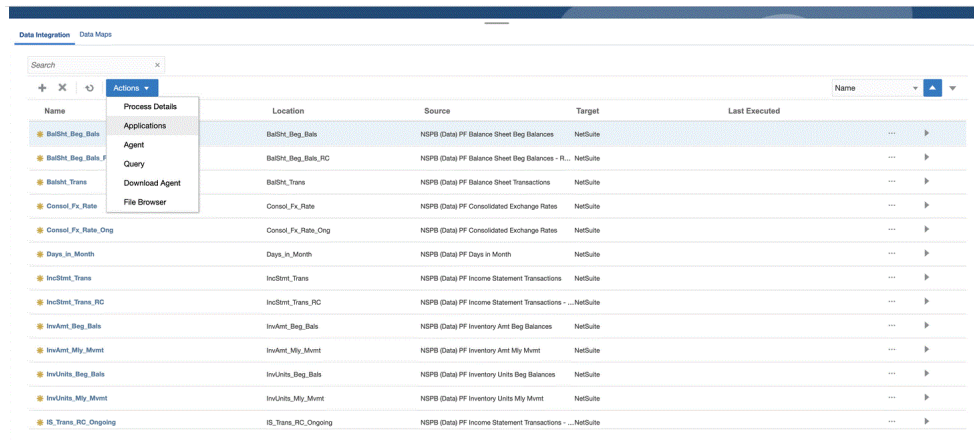 Data Integration Data Maps
Search ×
Actions Name
Name Location Source Target Last Executed
Process Details
Applications
Agent
Query
Download Agent
File Browser
BalSht_Beg_Bals BalSht_Beg_Bals NSPB (Data) PF Balance Sheet Beg Balances NetSuite ...
BalSht_Beg_Bals_F BalSht_Beg_Bals_RC NSPB (Data) PF Balance Sheet Beg Balances - R... NetSuite ...
Balsht_Trans BalSht_Trans NSPB (Data) PF Balance Sheet Transactions NetSuite ...
Consol_Fx_Rate Consol_Fx_Rate NSPB (Data) PF Consolidated Exchange Rates NetSuite ...
Consol_Fx_Rate_Ong Consol_Fx_Rate_Ong NSPB (Data) PF Consolidated Exchange Rates NetSuite ...
Days_in_Month Days_in_Month NSPB (Data) PF Days in Month NetSuite ...
IncStmt_Trans IncStmt_Trans NSPB (Data) PF Income Statement Transactions NetSuite ...
IncStmt_Trans_RC IncStmt_Trans_RC NSPB (Data) PF Income Statement Transactions - ... NetSuite ...
InvAmt_Beg_Bals InvAmt_Beg_Bals NSPB (Data) PF Inventory Amt Beg Balances NetSuite ...
InvAmt_Mly_Mvmt InvAmt_Mly_Mvmt NSPB (Data) PF Inventory Amt Mly Mvmt NetSuite ...
InvUnits_Beg_Bals InvUnits_Beg_Bals NSPB (Data) PF Inventory Units Beg Balances NetSuite ...
InvUnits_Mly_Mvmt InvUnits_Mly_Mvmt NSPB (Data) PF Inventory Units Mly Mvmt NetSuite ...
IS_Trans_RC_Ongoing IS_Trans_RC_Ongoing NSPB (Data) PF Income Statement Transactions - ... NetSuite ...